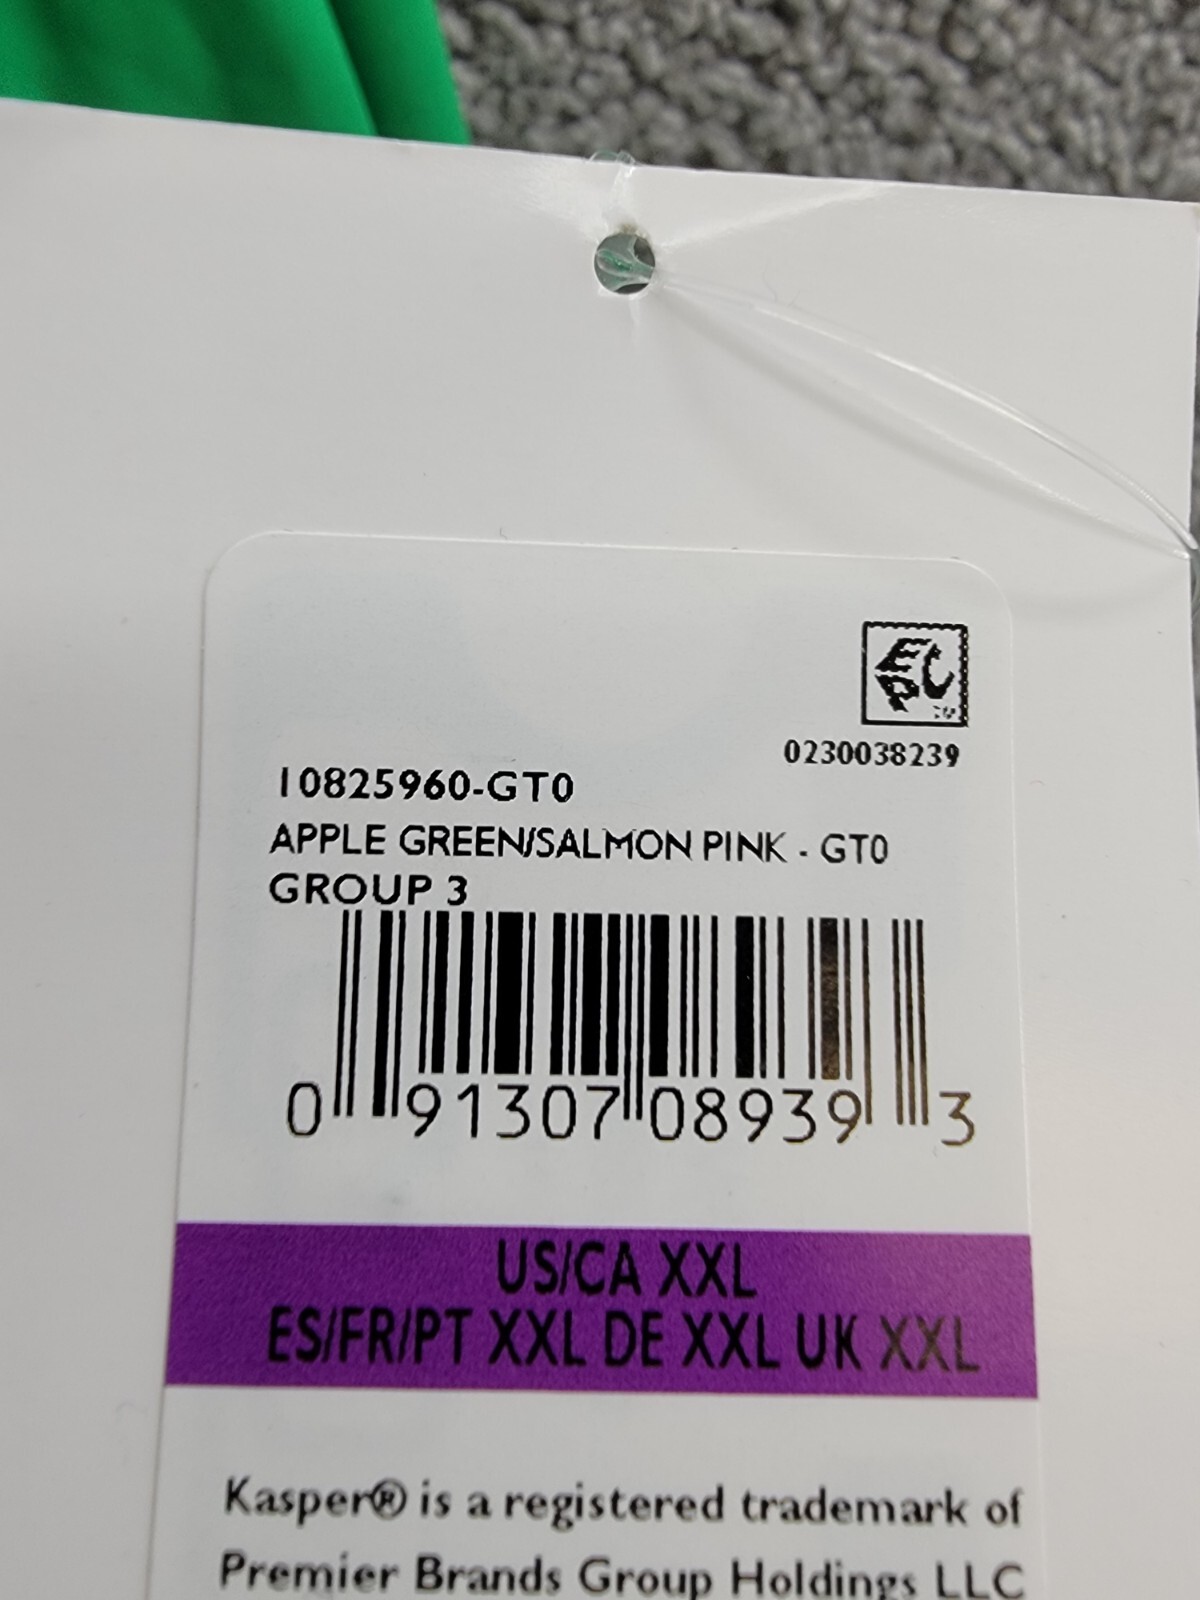 EPC
0230038239
10825960-GT0
APPLE GREEN/SALMON PINK - GT0
GROUP 3
0 91307 08939 3
US/CA XXL
ES/FR/PT XXL DE XXL UK XXL
Kasper® is a registered trademark of
Premier Brands Group Holdings LLC